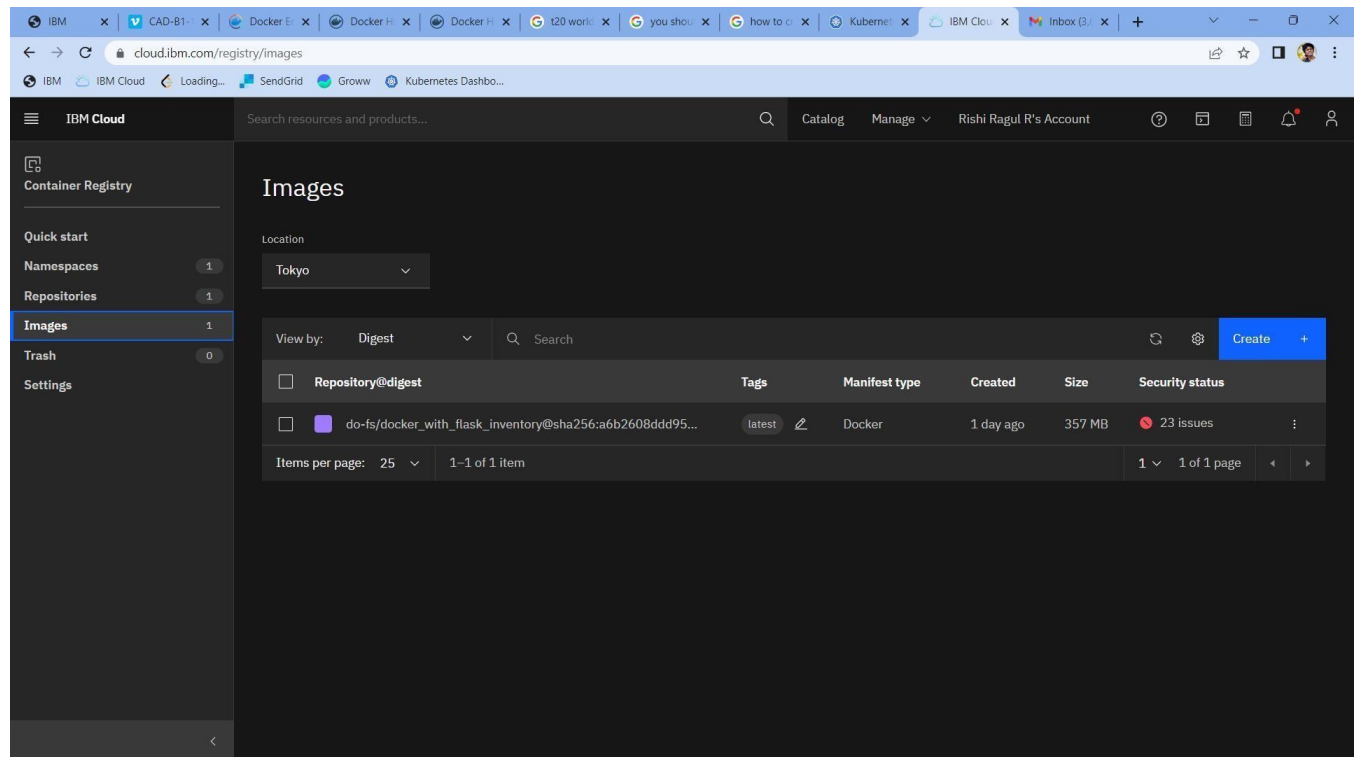 IBM CAD-B1- Docker E Docker H Docker H t20 world you shou how to c Kubernet IBM Clou Inbox (3,
cloud.ibm.com/registry/images
IBM IBM Cloud Loading... SendGrid Groww Kubernetes Dashbo...
IBM Cloud Search resources and products... Catalog Manage Rishi Ragul R's Account
Container Registry
Quick start
Namespaces 1
Repositories 1
Images 1
Trash 0
Settings
Images
Location
Tokyo
View by: Digest Search Create +
Repository@digest Tags Manifest type Created Size Security status
do-fs/docker_with_flask_inventory@sha256:a6b2608ddd95... latest Docker 1 day ago 357 MB 23 issues
Items per page: 25 1–1 of 1 item 1 1 of 1 page